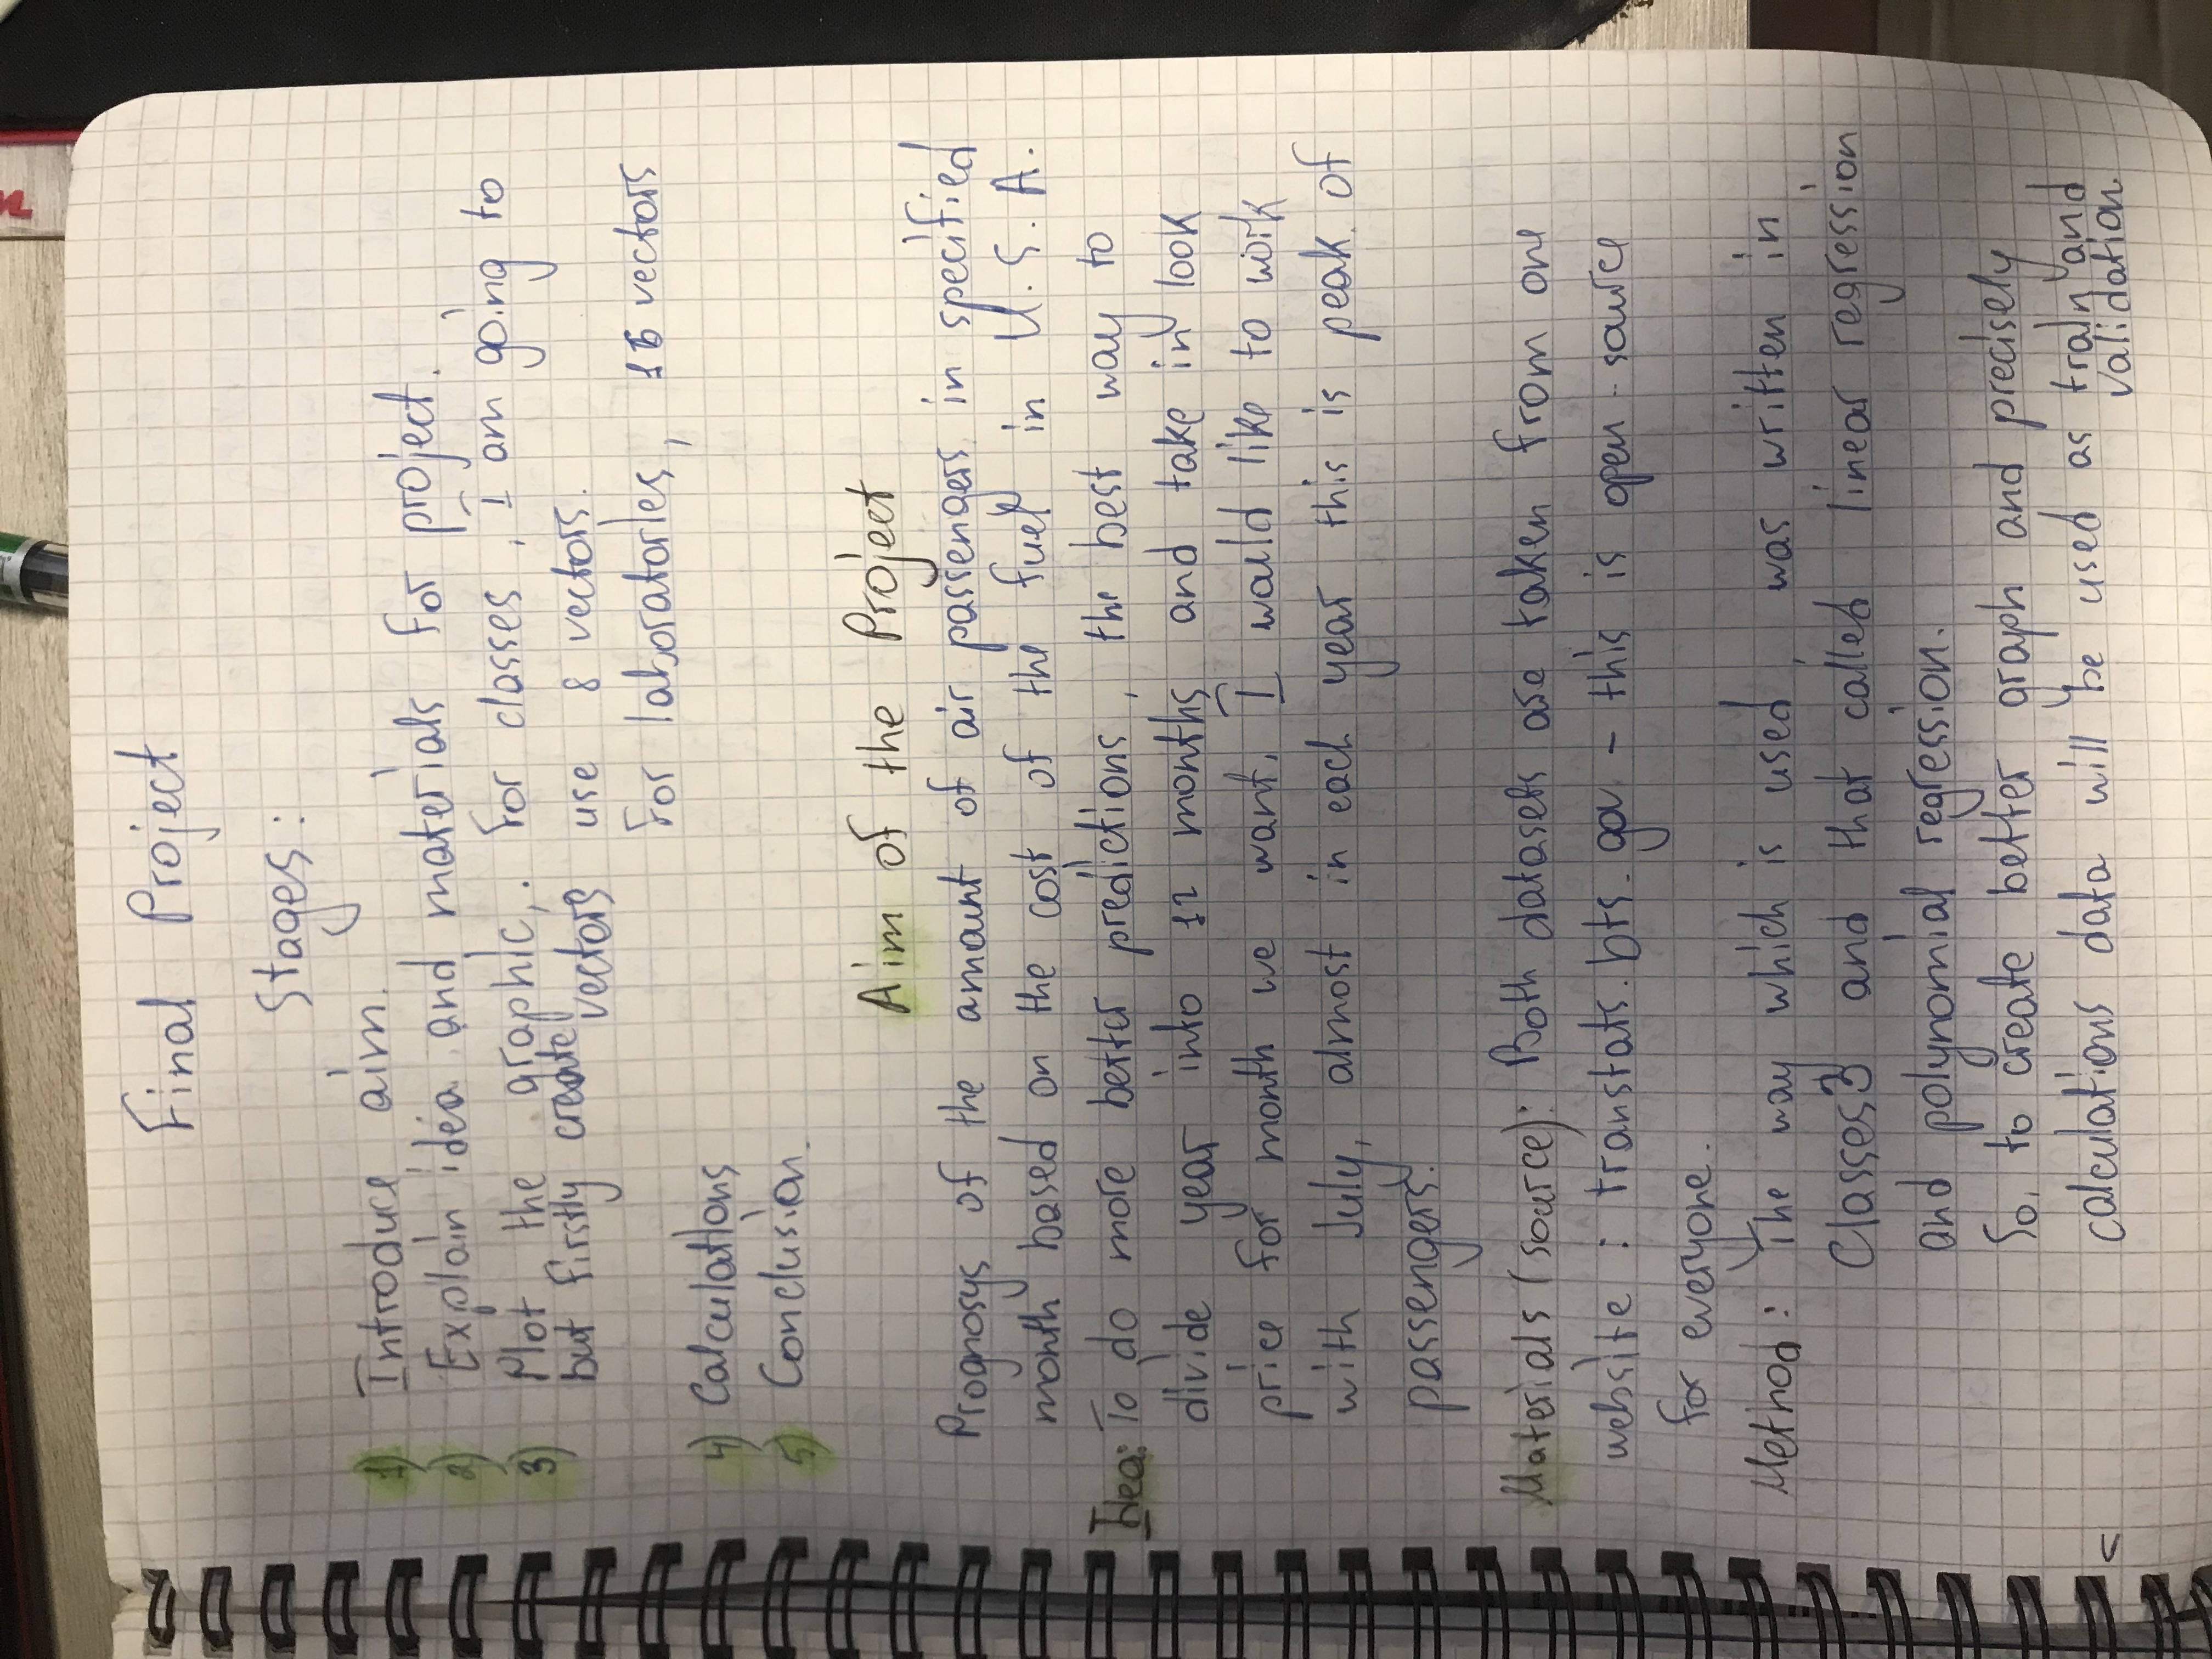 Final Project
Stages:
1) Introduce aim.
2) Explain idea and materials for project.
3) Plot the graphic, . For classes, I am going to
but firstly create vectors use 8 vectors.
For laboratories, 16 vectors
4) Calculations
5) Conclusion.
Aim of the Project
Prognosys of the amount of air passengers in specified
month based on the cost of the fuel in U.S.A.
Idea: To do more better predictions, the best way to
divide year into 12 months and take in look
price for month we want. I would like to work
with July, almost in each year this is peak of
passengers.
Materials (source): Both datasets are taken from one
website : transtats.bts.gov - this is open-source
for everyone.
Method: The way which is used, was written in
Classes3 and that called linear regression
and polynomial regression.
So, to create better graph and precisely
calculations data will be used as train and
validation.